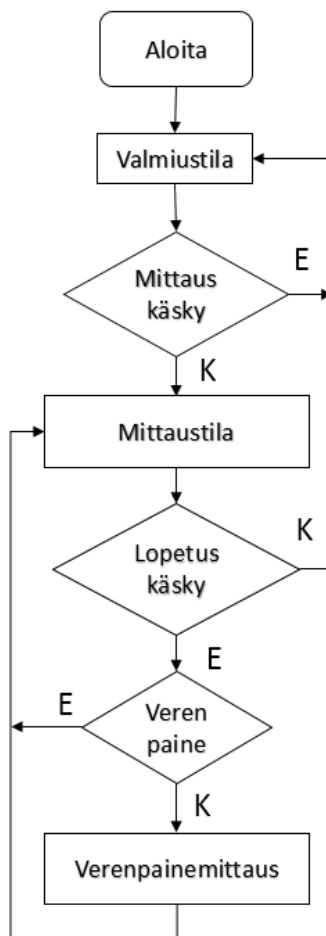 Aloita
Valmiustila
Mittaus
käsky
E
K
Mittaustila
Lopetus
käsky
K
E
Veren
paine
E
K
Verenpainemittaus